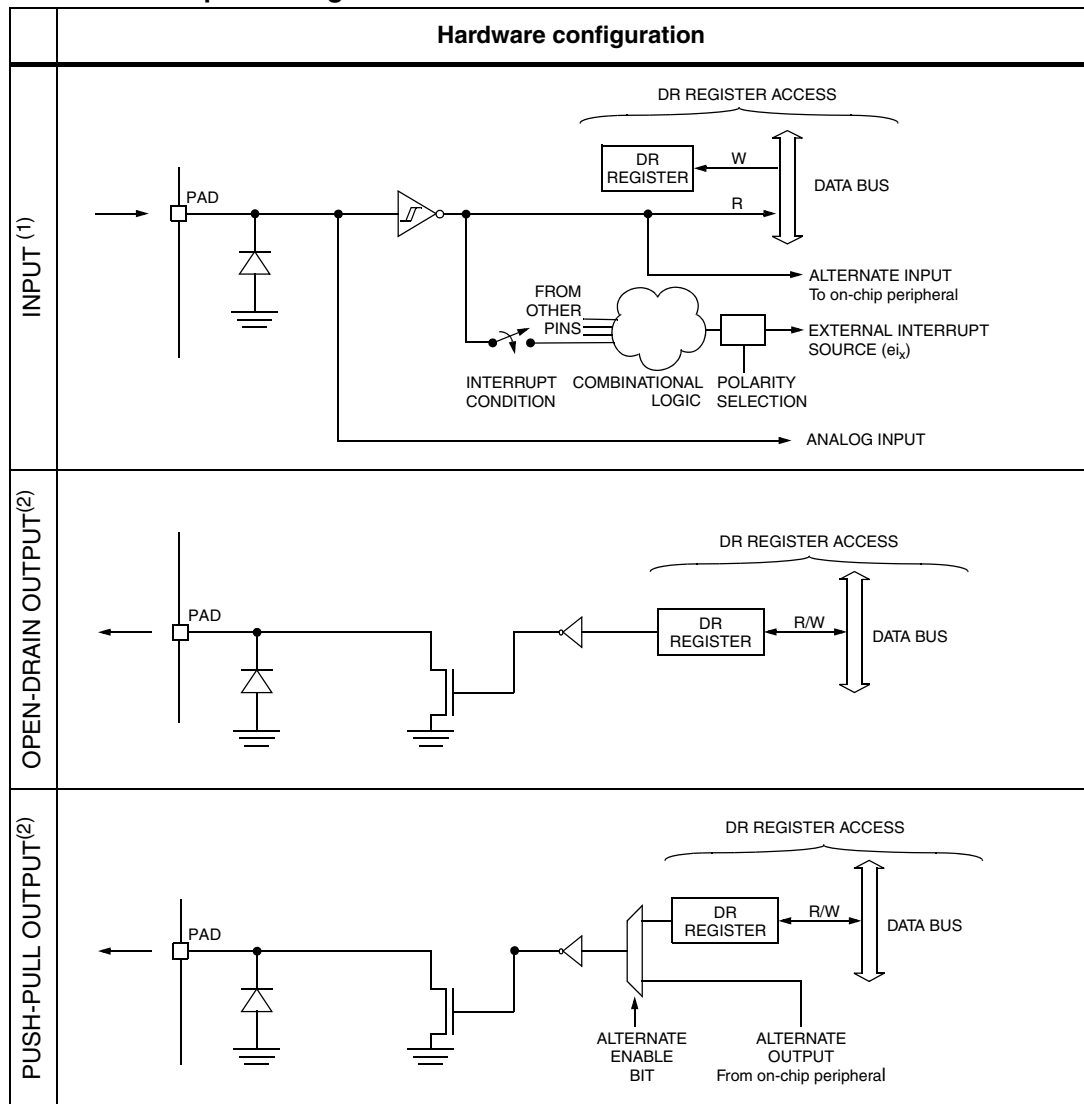 Hardware configuration
INPUT (1)
DR REGISTER ACCESS
DR
REGISTER
W
DATA BUS
PAD
R
ALTERNATE INPUT
To on-chip peripheral
FROM
OTHER
PINS
EXTERNAL INTERRUPT
SOURCE (eix)
INTERRUPT
CONDITION
COMBINATIONAL
LOGIC
POLARITY
SELECTION
ANALOG INPUT
OPEN-DRAIN OUTPUT(2)
DR REGISTER ACCESS
PAD
DR
REGISTER
R/W
DATA BUS
PUSH-PULL OUTPUT(2)
DR REGISTER ACCESS
PAD
DR
REGISTER
R/W
DATA BUS
ALTERNATE
ENABLE
BIT
ALTERNATE
OUTPUT
From on-chip peripheral